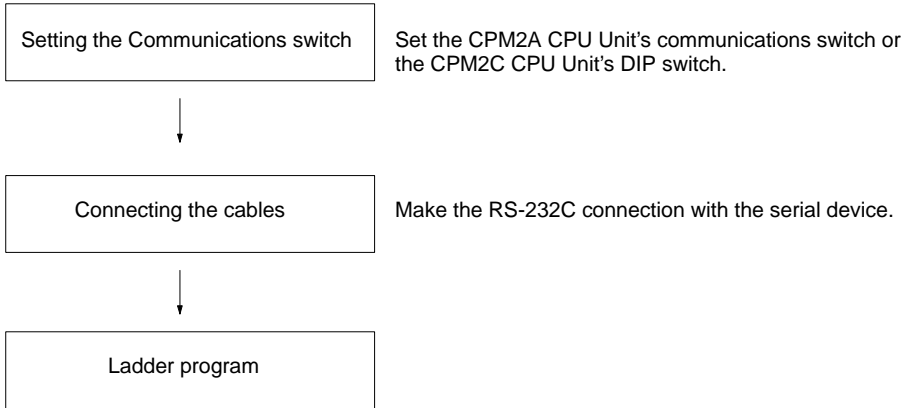 Setting the Communications switch
Set the CPM2A CPU Unit's communications switch or
the CPM2C CPU Unit's DIP switch.
Connecting the cables
Make the RS-232C connection with the serial device.
Ladder program